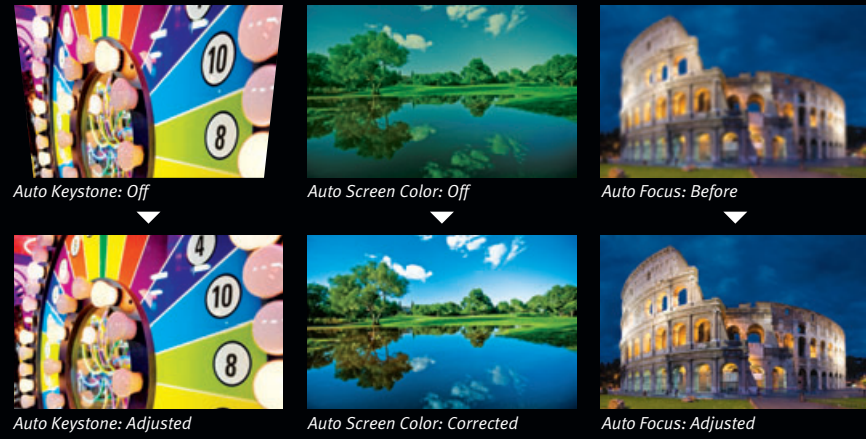 10
8
Auto Keystone: Off
Auto Screen Color: Off
Auto Focus: Before
4
10
8
Auto Keystone: Adjusted
Auto Screen Color: Corrected
Auto Focus: Adjusted